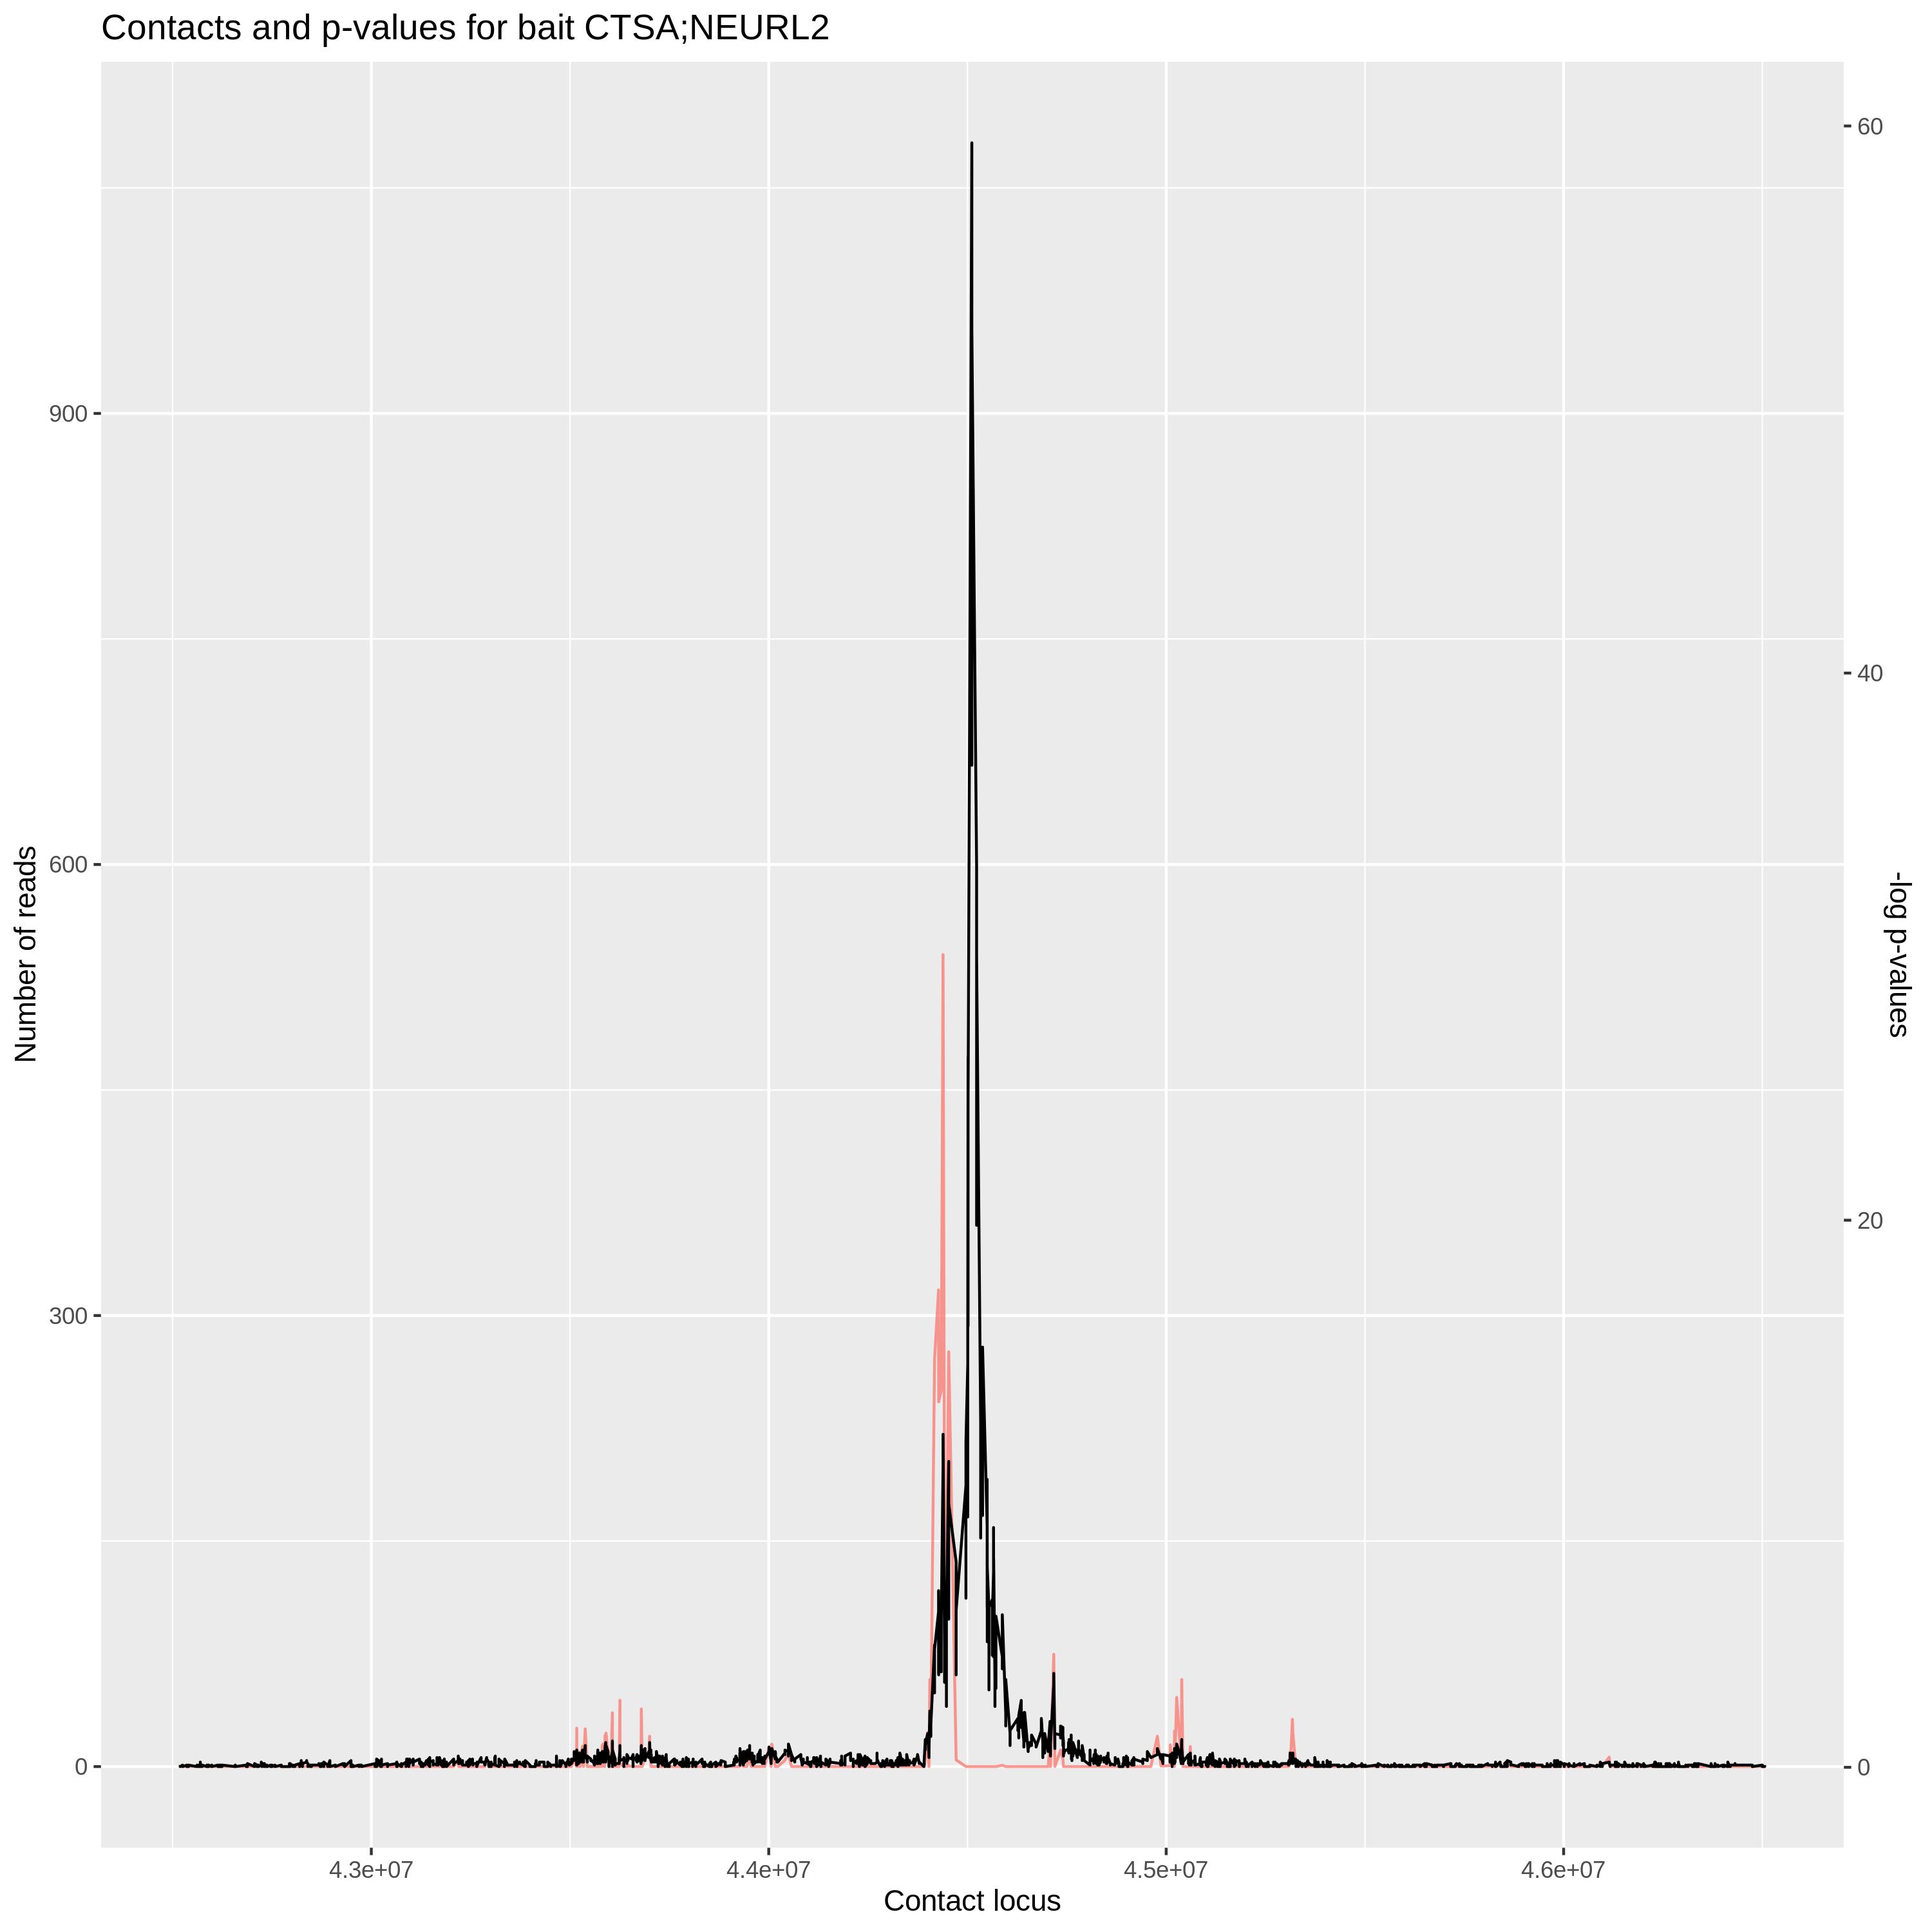 Contacts and p-values for bait CTSA;NEURL2
Number of reads
900
600
300
0
60
40
20
0
-log p-values
4.3e+07
4.4e+07
4.5e+07
4.6e+07
Contact locus